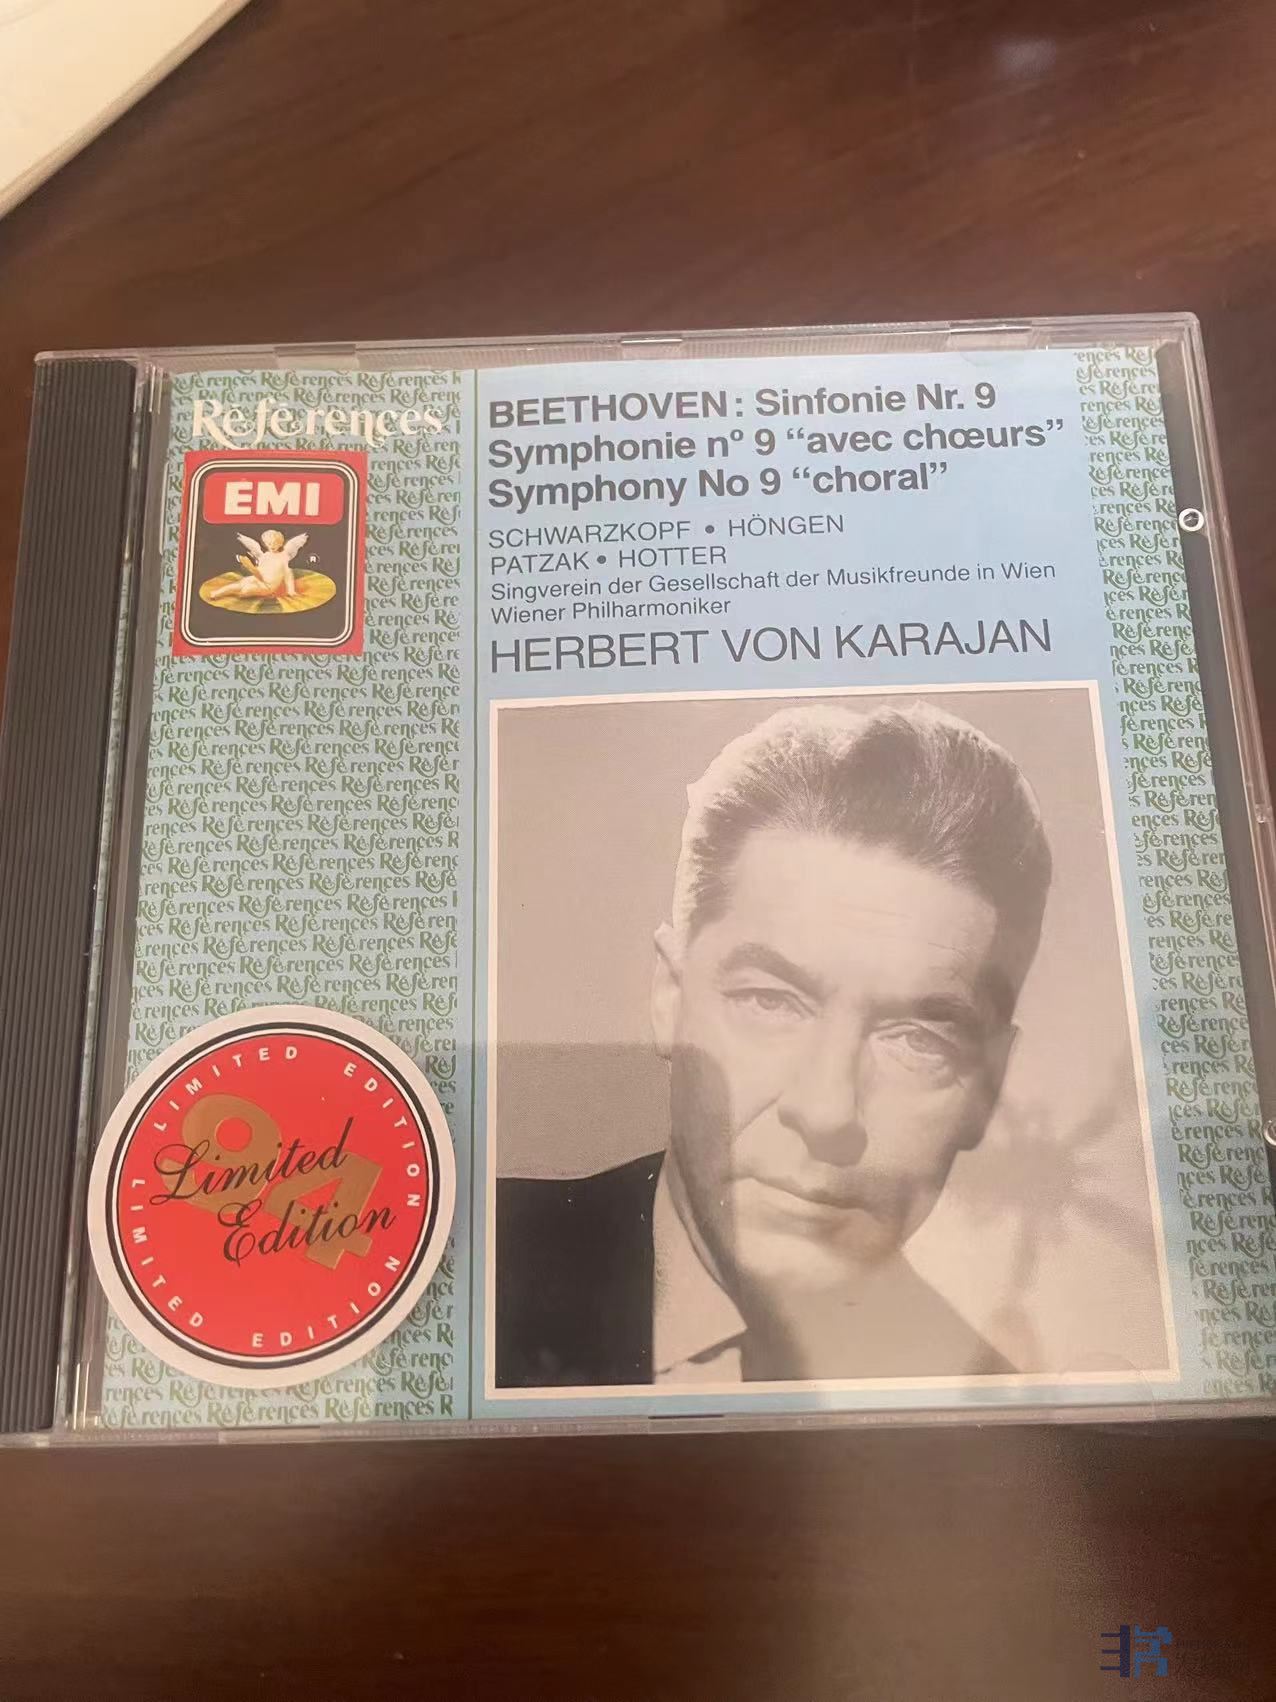 Références
EMI
BEETHOVEN: Sinfonie Nr. 9
Symphonie nº 9 “avec chœurs”
Symphony No 9 “choral”
SCHWARZKOPF • HÖNGEN
PATZAK • HOTTER
Singverein der Gesellschaft der Musikfreunde in Wien
Wiener Philharmoniker
HERBERT VON KARAJAN
LIMITED EDITION
94
Limited
Edition
LIMITED EDITION